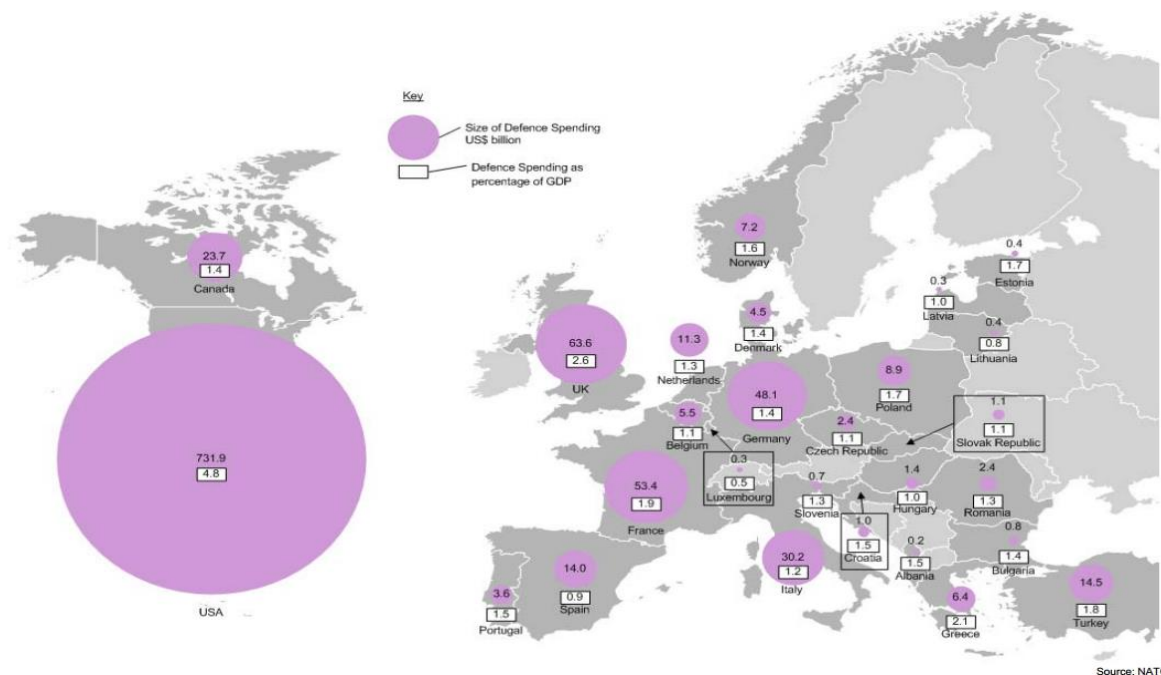 Key
Size of Defence Spending
US$ billion
Defence Spending as
percentage of GDP
23.7
1.4
Canada
731.9
4.8
USA
7.2
1.6
Norway
0.4
1.7
Estonia
0.3
1.0
Latvia
0.4
0.8
Lithuania
63.6
2.6
UK
11.3
1.3
Netherlands
4.5
1.4
Denmark
48.1
1.4
Germany
8.9
1.7
Poland
5.5
1.1
Belgium
2.4
1.1
Czech Republic
1.1
1.1
Slovak Republic
0.3
0.5
Luxembourg
53.4
1.9
France
0.7
1.3
Slovenia
1.4
1.0
Hungary
2.4
1.3
Romania
1.0
1.5
Croatia
0.2
1.5
Albania
0.8
1.4
Bulgaria
30.2
1.2
Italy
14.0
0.9
Spain
3.6
1.5
Portugal
6.4
2.1
Greece
14.5
1.8
Turkey
Source: NATO